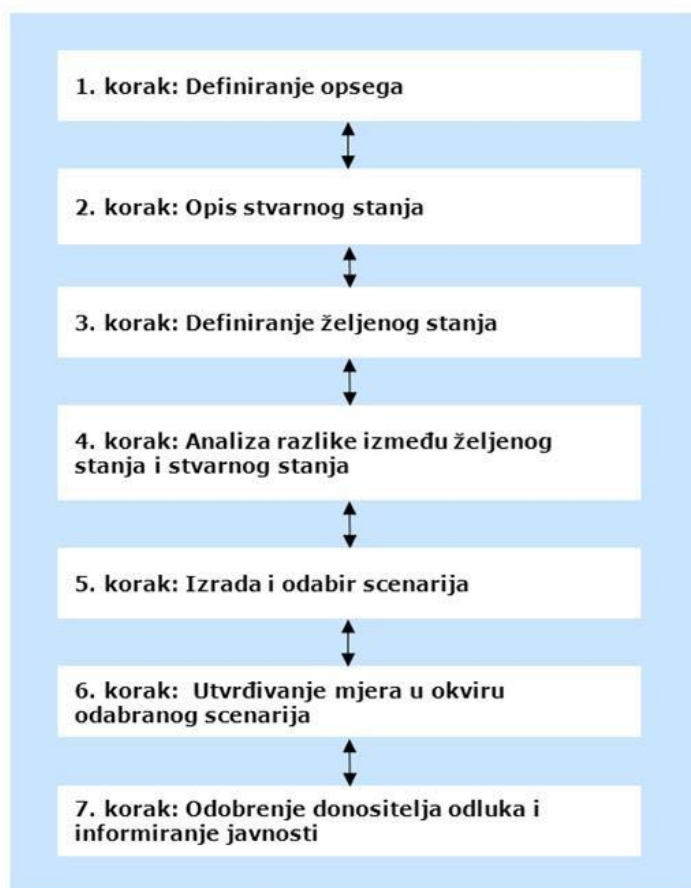 1. korak: Definiranje opsega
2. korak: Opis stvarnog stanja
3. korak: Definiranje željenog stanja
4. korak: Analiza razlike između željenog
stanja i stvarnog stanja
5. korak: Izrada i odabir scenarija
6. korak: Utvrđivanje mjera u okviru
odabranog scenarija
7. korak: Odobrenje donositelja odluka i
informiranje javnosti